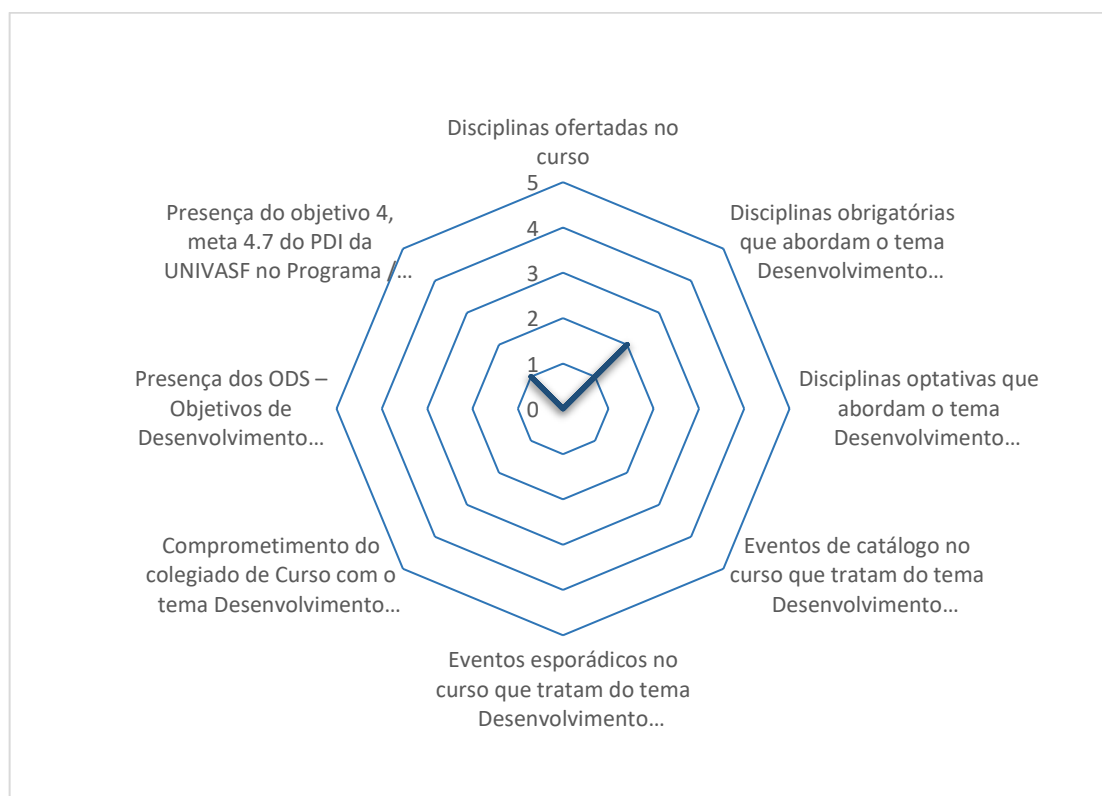 Disciplinas ofertadas no
curso
5
4
3
2
1
0
Disciplinas obrigatórias
que abordam o tema
Desenvolvimento...
Disciplinas optativas que
abordam o tema
Desenvolvimento...
Eventos de catálogo no
curso que tratam do tema
Desenvolvimento...
Eventos esporádicos no
curso que tratam do tema
Desenvolvimento...
Comprometimento do
colegiado de Curso com o
tema Desenvolvimento...
Presença dos ODS –
Objetivos de
Desenvolvimento...
Presença do objetivo 4,
meta 4.7 do PDI da
UNIVASF no Programa /...